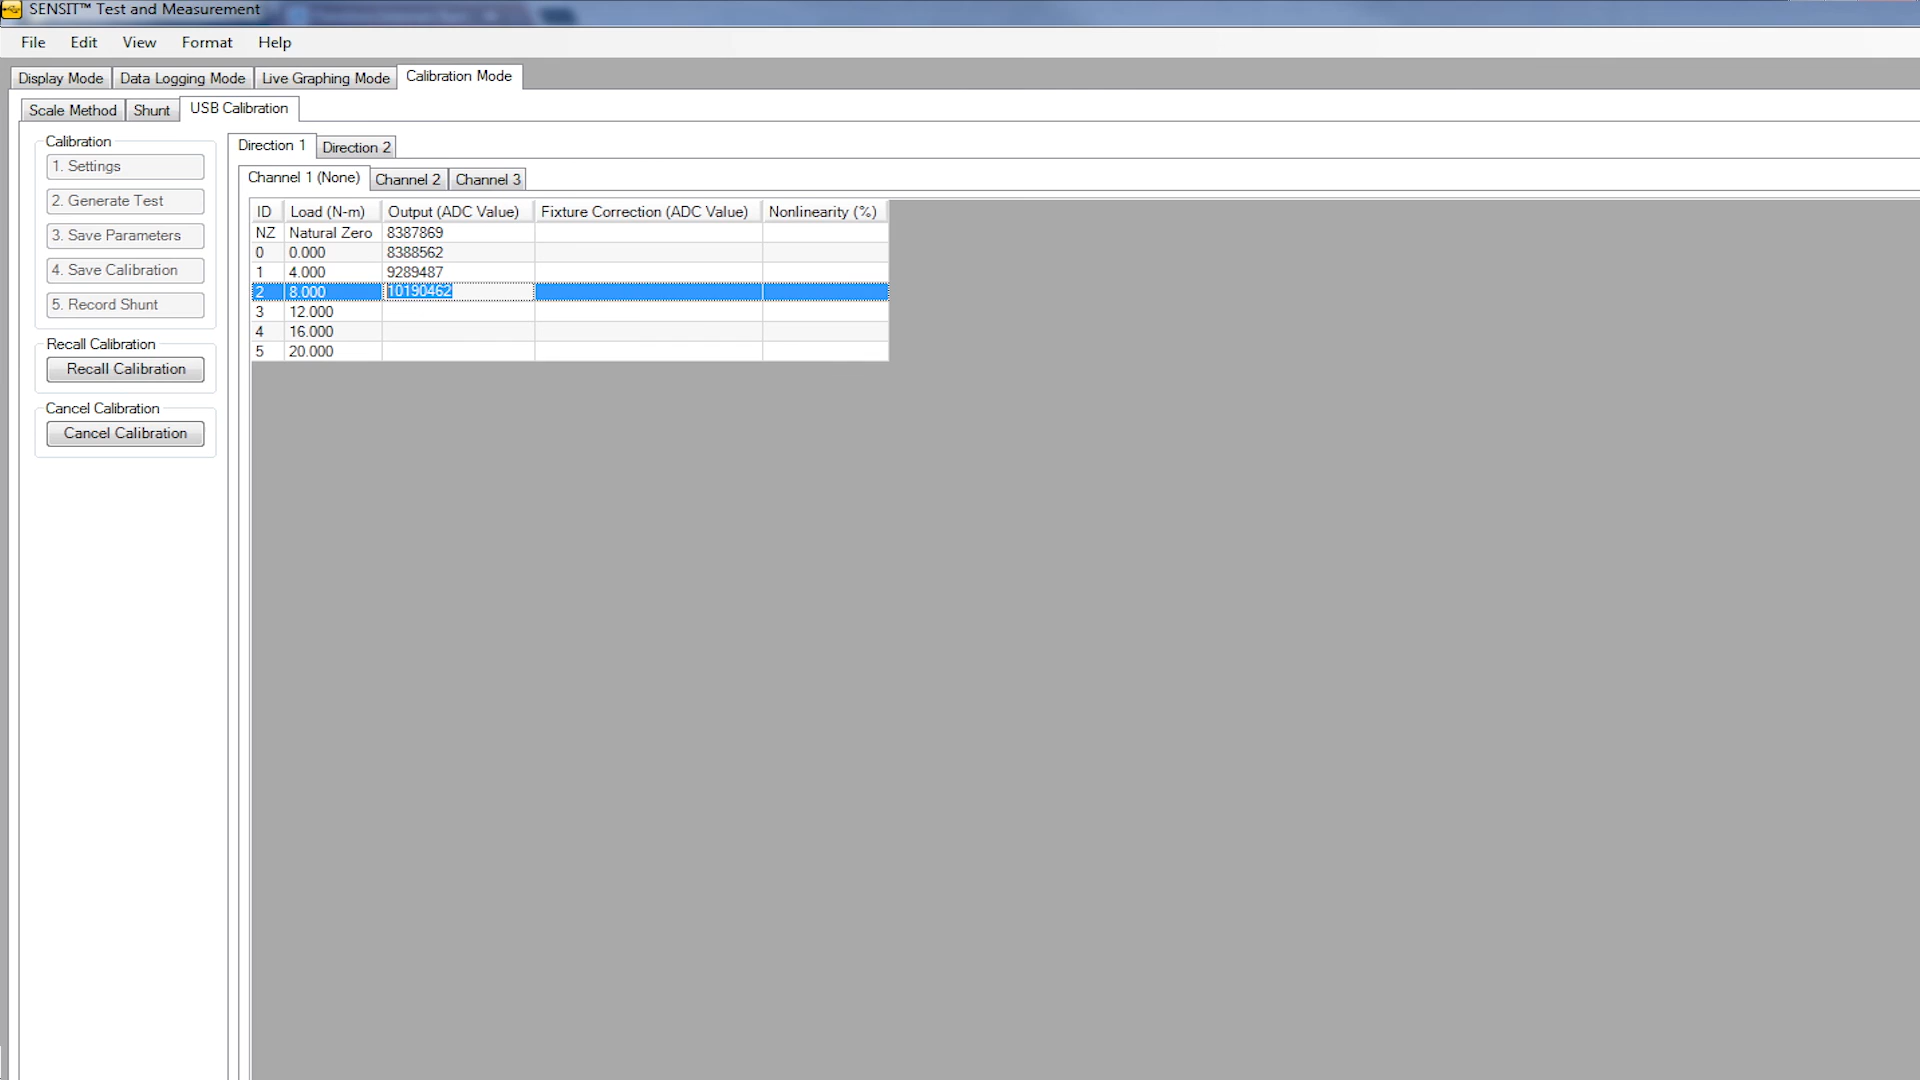 SENSIT™ Test and Measurement
File Edit View Format Help
Display Mode Data Logging Mode Live Graphing Mode Calibration Mode
Scale Method Shunt USB Calibration
Calibration
1. Settings
2. Generate Test
3. Save Parameters
4. Save Calibration
5. Record Shunt
Recall Calibration
Recall Calibration
Cancel Calibration
Cancel Calibration
Direction 1 Direction 2
Channel 1 (None) Channel 2 Channel 3
ID Load (N-m) Output (ADC Value) Fixture Correction (ADC Value) Nonlinearity (%)
NZ Natural Zero 8387869
0 0.000 8388562
1 4.000 9289487
2 8.000 10190462
3 12.000
4 16.000
5 20.000